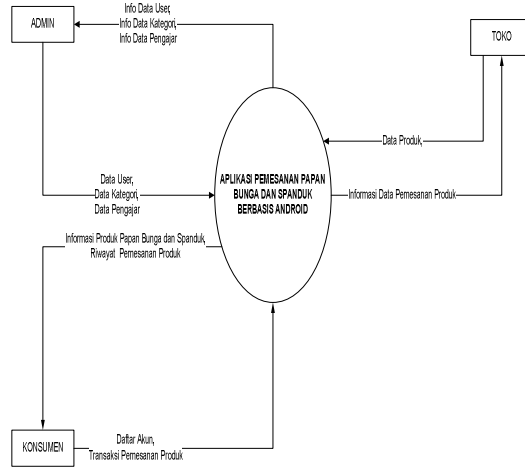 Info Data User,
Info Data Kategori,
Info Data Pengajar
ADMIN
TOKO
Data Produk,
APLIKASI PEMESANAN PAPAN
BUNGA DAN SPANDUK
BERBASIS ANDROID
Data User,
Data Kategori,
Data Pengajar
Informasi Data Pemesanan Produk
Informasi Produk Papan Bunga dan Spanduk,
Riwayat Pemesanan Produk
KONSUMEN
Daftar Akun,
Transaksi Pemesanan Produk